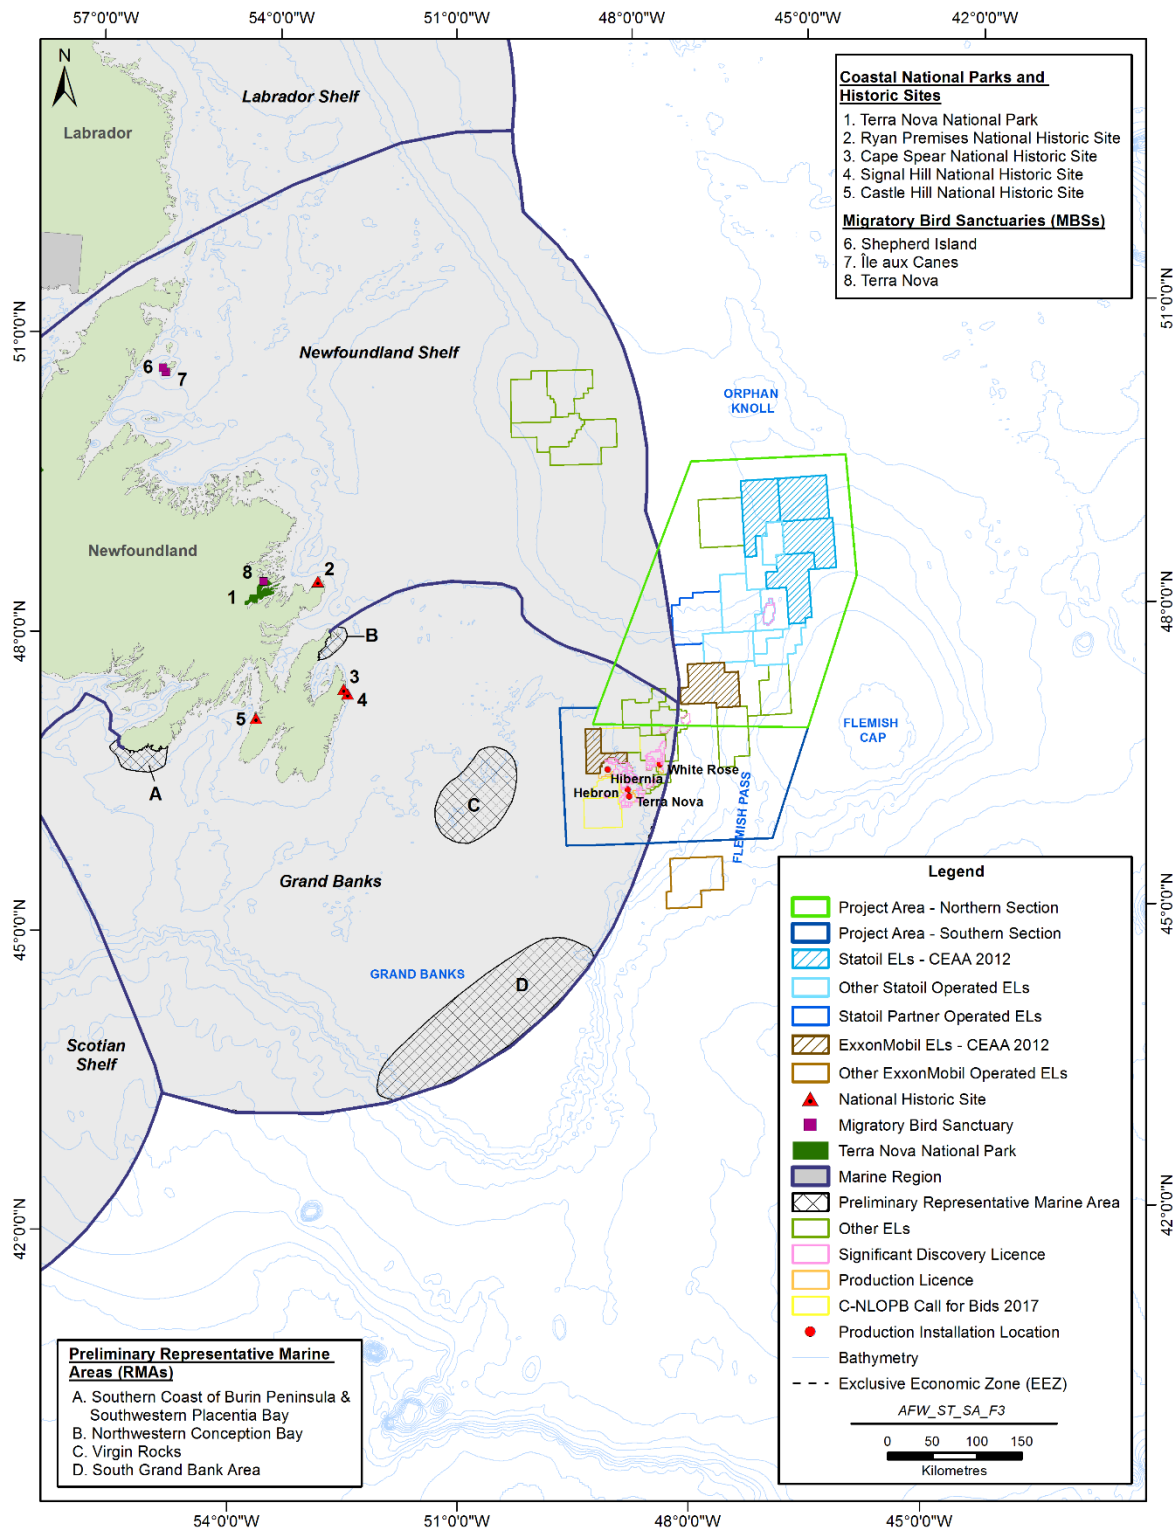 57°0'0"W 54°0'0"W 51°0'0"W 48°0'0"W 45°0'0"W 42°0'0"W
N
Labrador Shelf
Labrador
Coastal National Parks and
Historic Sites
1. Terra Nova National Park
2. Ryan Premises National Historic Site
3. Cape Spear National Historic Site
4. Signal Hill National Historic Site
5. Castle Hill National Historic Site
Migratory Bird Sanctuaries (MBSs)
6. Shepherd Island
7. Île aux Canes
8. Terra Nova
51°0'0"N
51°0'0"N
Newfoundland Shelf
6
7
ORPHAN
KNOLL
Newfoundland
8
2
1
48°0'0"N
48°0'0"N
B
3
4
5
FLEMISH
CAP
White Rose
Hibernia
Hebron
Terra Nova
A
C
FLEMISH PASS
Grand Banks
45°0'0"N
45°0'0"N
GRAND BANKS
D
Scotian
Shelf
Legend
Project Area - Northern Section
Project Area - Southern Section
Statoil ELs - CEAA 2012
Other Statoil Operated ELs
Statoil Partner Operated ELs
ExxonMobil ELs - CEAA 2012
Other ExxonMobil Operated ELs
National Historic Site
Migratory Bird Sanctuary
Terra Nova National Park
Marine Region
Preliminary Representative Marine Area
Other ELs
Significant Discovery Licence
Production Licence
C-NLOPB Call for Bids 2017
Production Installation Location
Bathymetry
Exclusive Economic Zone (EEZ)
AFW_ST_SA_F3
0 50 100 150
Kilometres
42°0'0"N
42°0'0"N
Preliminary Representative Marine
Areas (RMAs)
A. Southern Coast of Burin Peninsula &
Southwestern Placentia Bay
B. Northwestern Conception Bay
C. Virgin Rocks
D. South Grand Bank Area
54°0'0"W 51°0'0"W 48°0'0"W 45°0'0"W